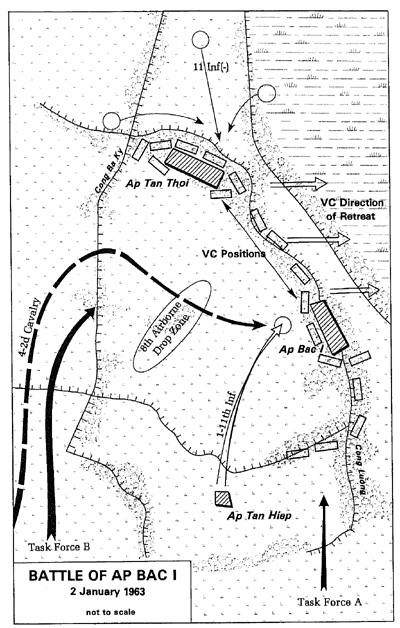 11 Inf(-)
Cong Ba Ky
Ap Tan Thoi
VC Direction
of Retreat
VC Positions
4-2d Cavalry
8th Airborne
Drop Zone
Ap Bac I
1-11th Inf.
Cong Luong
Ap Tan Hiep
Task Force B
Task Force A
BATTLE OF AP BAC I
2 January 1963
not to scale